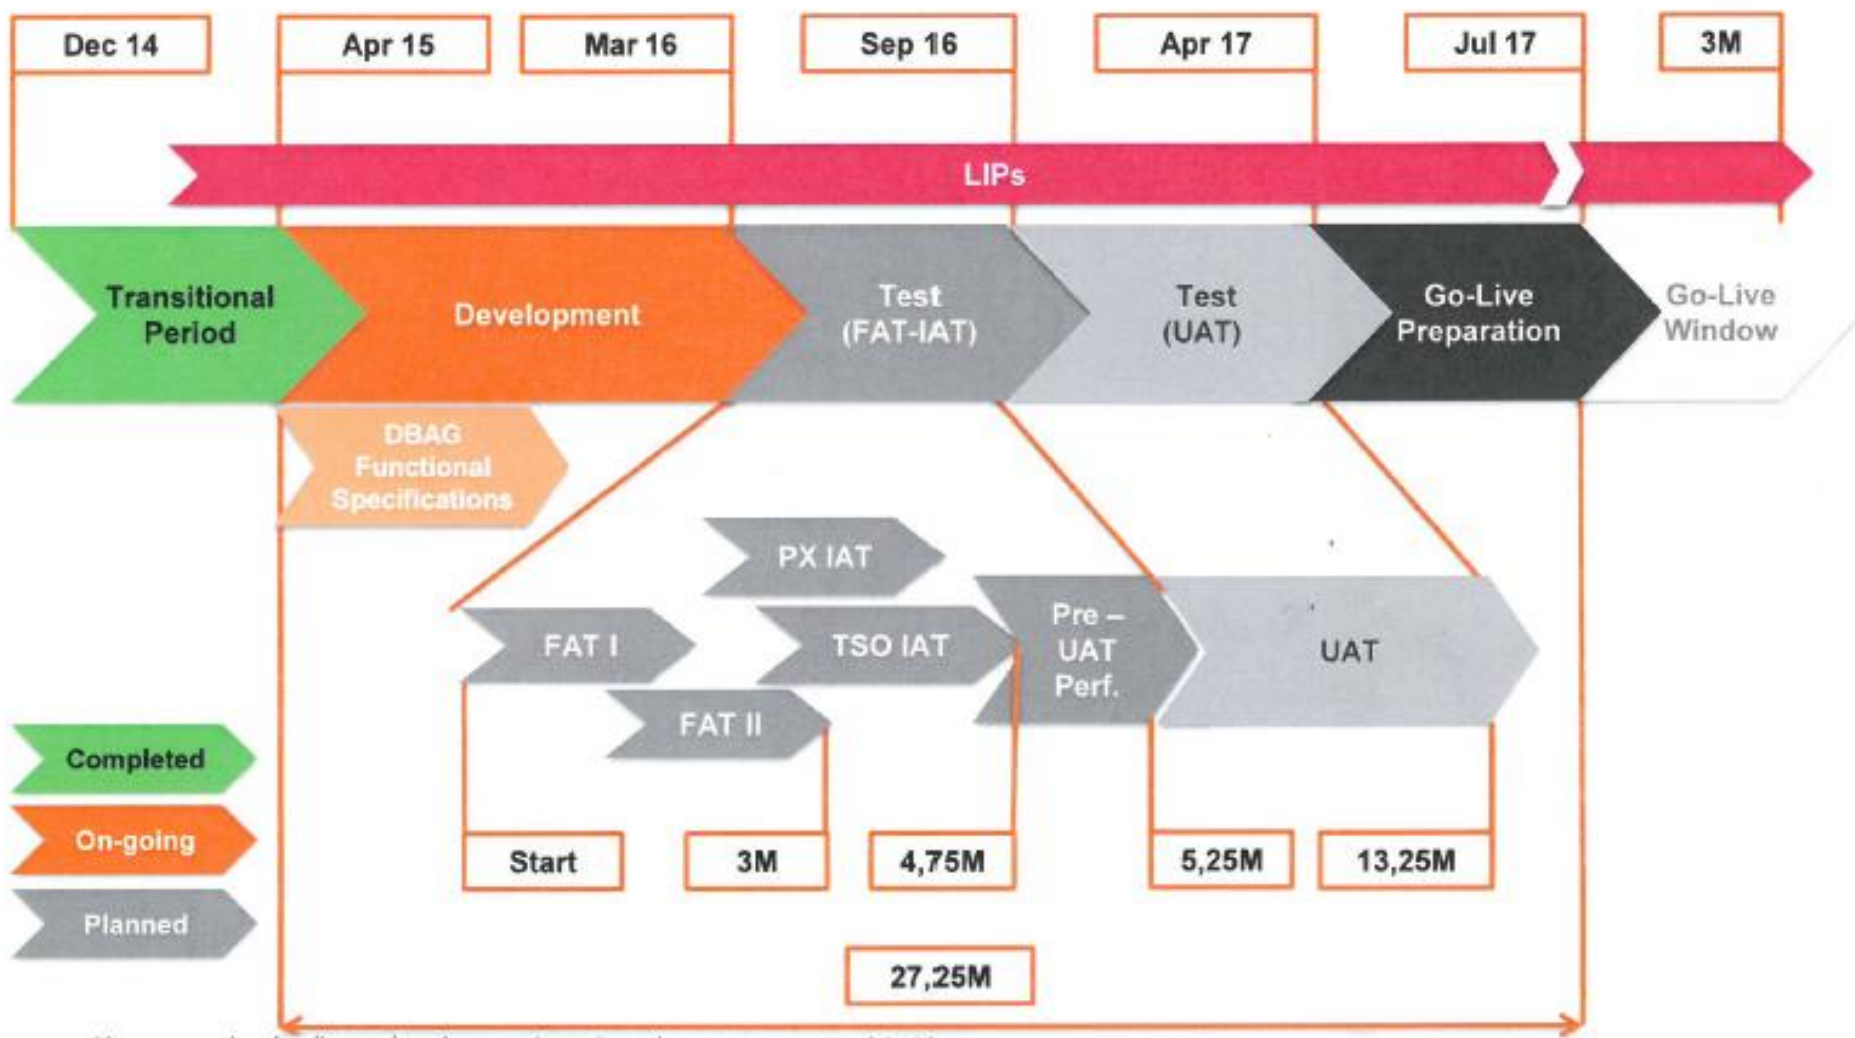 Dec 14
Apr 15
Mar 16
Sep 16
Apr 17
Jul 17
3M
LIPs
Transitional
Period
Development
Test
(FAT-IAT)
Test
(UAT)
Go-Live
Preparation
Go-Live
Window
DBAG
Functional
Specifications
PX IAT
FAT I
TSO IAT
FAT II
Pre –
UAT
Perf.
UAT
Completed
On-going
Planned
Start
3M
4,75M
5,25M
13,25M
27,25M